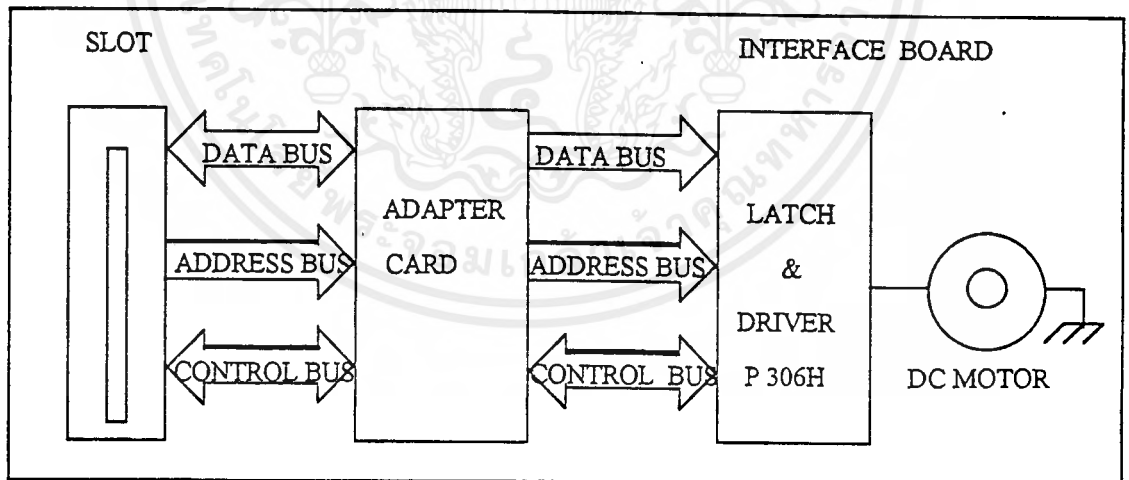 SLOT
INTERFACE BOARD
DATA BUS
DATA BUS
ADAPTER
CARD
LATCH
&
DRIVER
P 306H
ADDRESS BUS
ADDRESS BUS
CONTROL BUS
CONTROL BUS
DC MOTOR